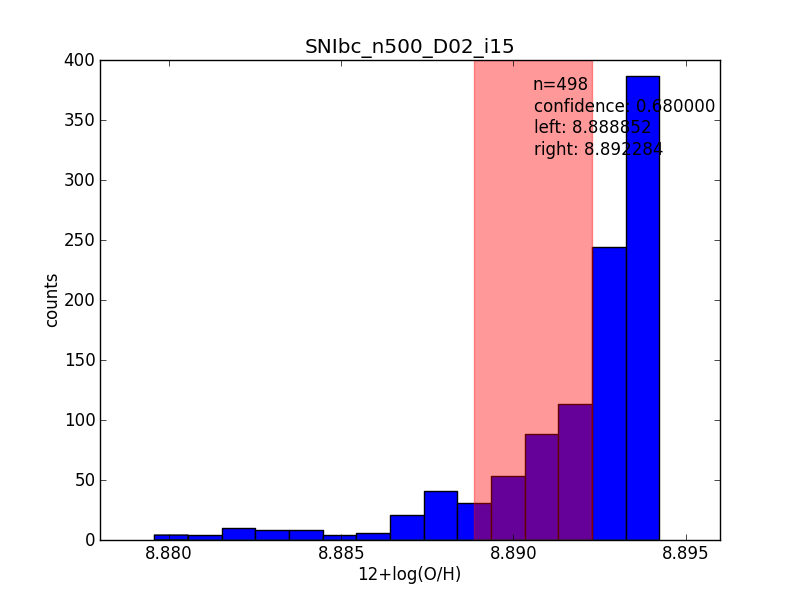 SNIbc_n500_D02_i15
400
350
300
250
200
150
100
50
0
counts
n=498
confidence: 0.680000
left: 8.888852
right: 8.892284
8.880 8.885 8.890 8.895
12+log(O/H)